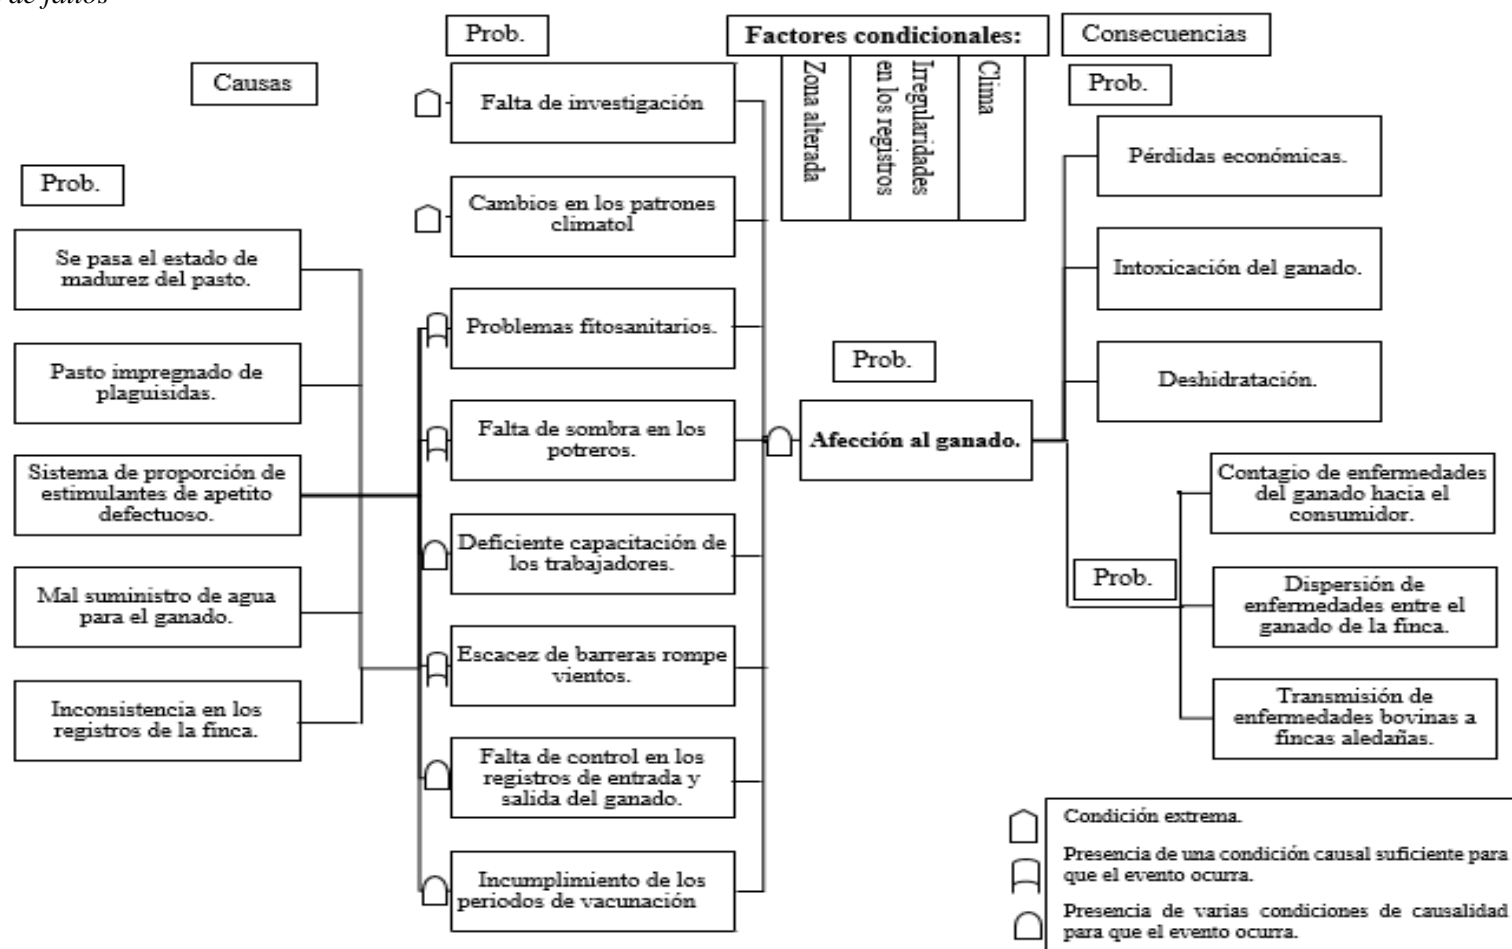 de fallos
Prob.
Factores condicionales:
Consecuencias
Causas
Prob.
Zona alterada
Irregularidades
en los registros
Clima
Prob.
Se pasa el estado de
madurez del pasto.
Pasto impregnado de
plaguisidas.
Sistema de proporción de
estimulantes de apetito
defectuoso.
Mal suministro de agua
para el ganado.
Inconsistencia en los
registros de la finca.
Falta de investigación
Cambios en los patrones
climatol
Problemas fitosanitarios.
Falta de sombra en los
potreros.
Deficiente capacitación de
los trabajadores.
Escacez de barreras rompe
vientos.
Falta de control en los
registros de entrada y
salida del ganado.
Incumplimiento de los
periodos de vacunación
Prob.
Afección al ganado.
Pérdidas económicas.
Intoxicación del ganado.
Deshidratación.
Prob.
Contagio de enfermedades
del ganado hacia el
consumidor.
Dispersión de
enfermedades entre el
ganado de la finca.
Transmisión de
enfermedades bovinas a
fincas aledañas.
Condición extrema.
Presencia de una condición causal suficiente para
que el evento ocurra.
Presencia de varias condiciones de causalidad
para que el evento ocurra.